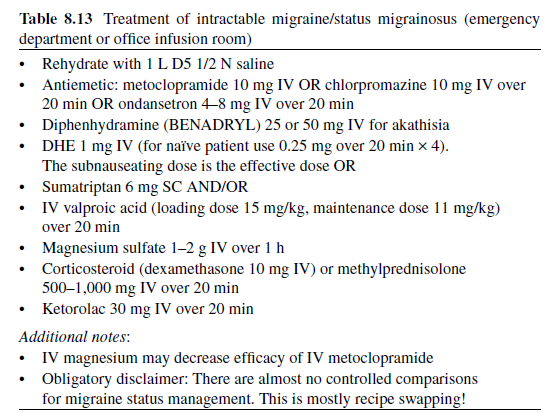 Table 8.13 Treatment of intractable migraine/status migrainosus (emergency
department or office infusion room)
• Rehydrate with 1 L D5 1/2 N saline
• Antiemetic: metoclopramide 10 mg IV OR chlorpromazine 10 mg IV over
20 min OR ondansetron 4–8 mg IV over 20 min
• Diphenhydramine (BENADRYL) 25 or 50 mg IV for akathisia
• DHE 1 mg IV (for naïve patient use 0.25 mg over 20 min × 4).
The subnauseating dose is the effective dose OR
• Sumatriptan 6 mg SC AND/OR
• IV valproic acid (loading dose 15 mg/kg, maintenance dose 11 mg/kg)
over 20 min
• Magnesium sulfate 1–2 g IV over 1 h
• Corticosteroid (dexamethasone 10 mg IV) or methylprednisolone
500–1,000 mg IV over 20 min
• Ketorolac 30 mg IV over 20 min
Additional notes:
• IV magnesium may decrease efficacy of IV metoclopramide
• Obligatory disclaimer: There are almost no controlled comparisons
for migraine status management. This is mostly recipe swapping!